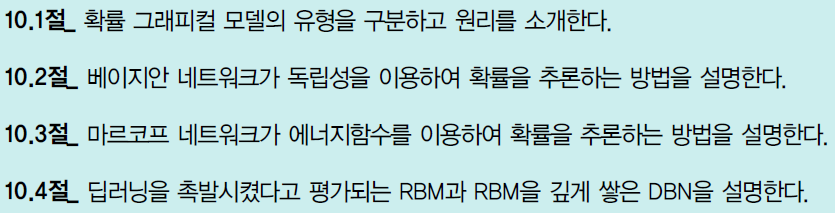 10.1절_ 확률 그래피컬 모델의 유형을 구분하고 원리를 소개한다.
10.2절_ 베이지안 네트워크가 독립성을 이용하여 확률을 추론하는 방법을 설명한다.
10.3절_ 마르코프 네트워크가 에너지함수를 이용하여 확률을 추론하는 방법을 설명한다.
10.4절_ 딥러닝을 촉발시켰다고 평가되는 RBM과 RBM을 깊게 쌓은 DBN을 설명한다.